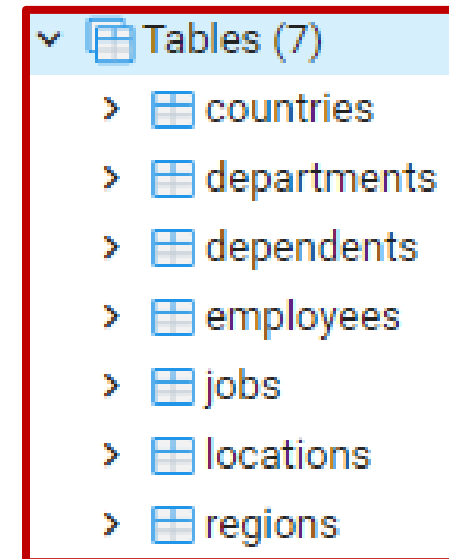 Tables (7)
countries
departments
dependents
employees
jobs
locations
regions